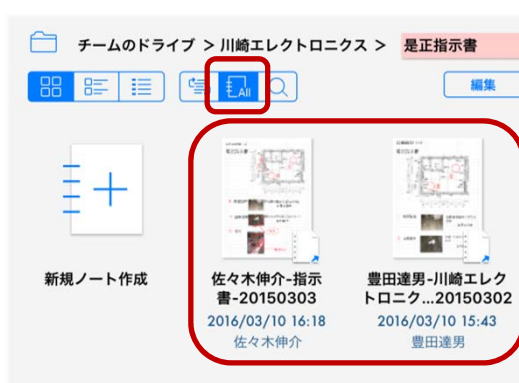 チームのドライブ > 川崎エレクトロニクス > 是正指示書
All
編集
新規ノート作成
佐々木伸介-指示
書-20150303
2016/03/10 16:18
佐々木伸介
豊田達男-川崎エレク
トロニク...20150302
2016/03/10 15:43
豊田達男